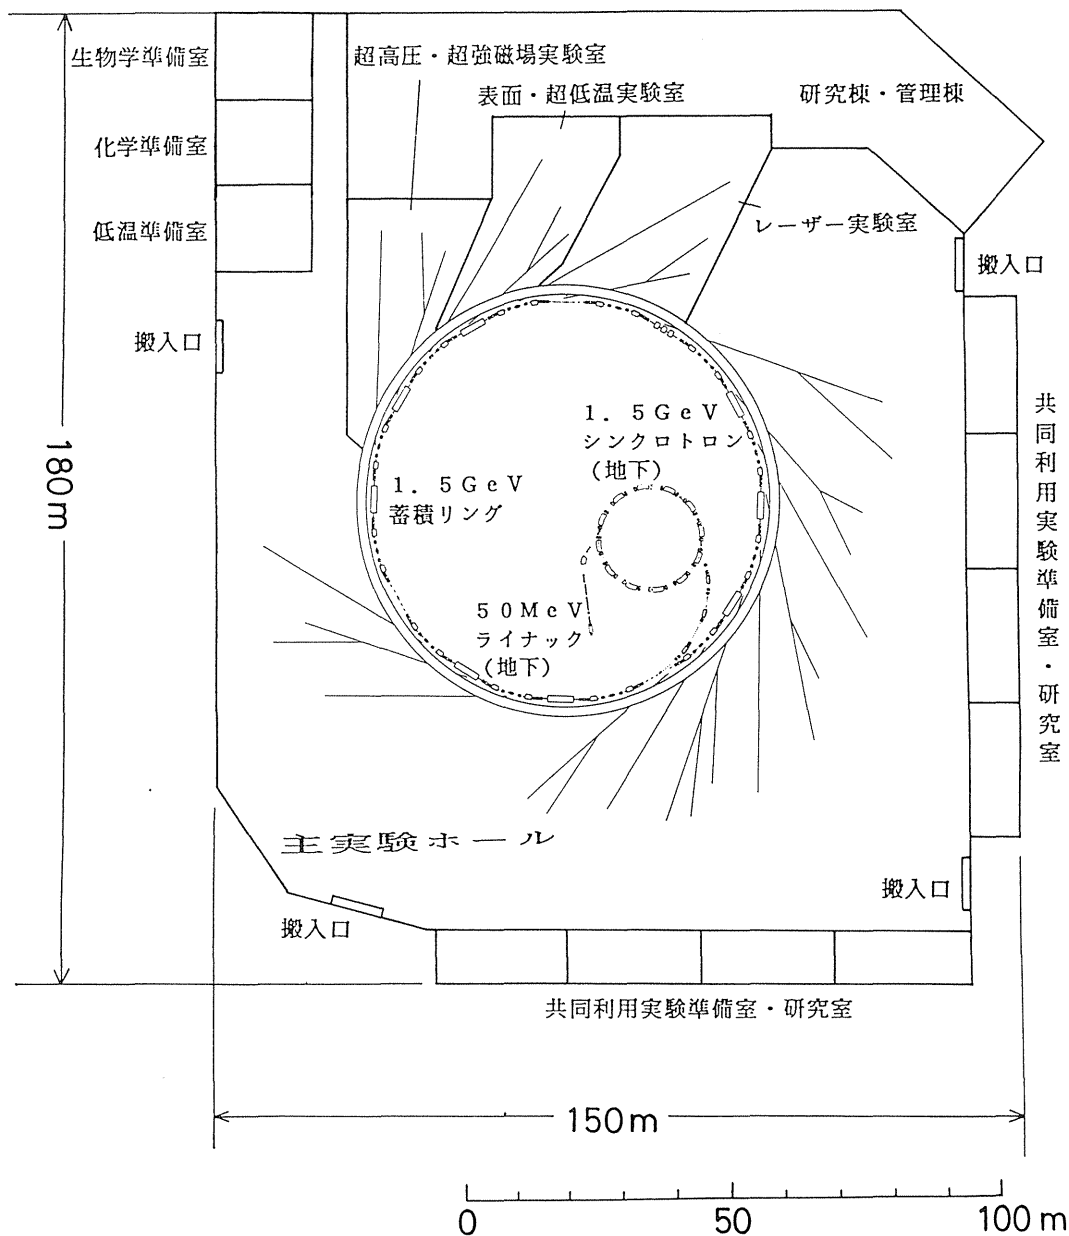 生物学準備室
超高圧・超強磁場実験室
表面・超低温実験室
研究棟・管理棟
化学準備室
低温準備室
レーザー実験室
搬入口
搬入口
180m
1.5GeV
シンクロトロン
(地下)
1.5GeV
蓄積リング
共同利用実験準備室・研究室
50MeV
ライナック
(地下)
主実験ホール
搬入口
搬入口
共同利用実験準備室・研究室
150m
0 50 100m